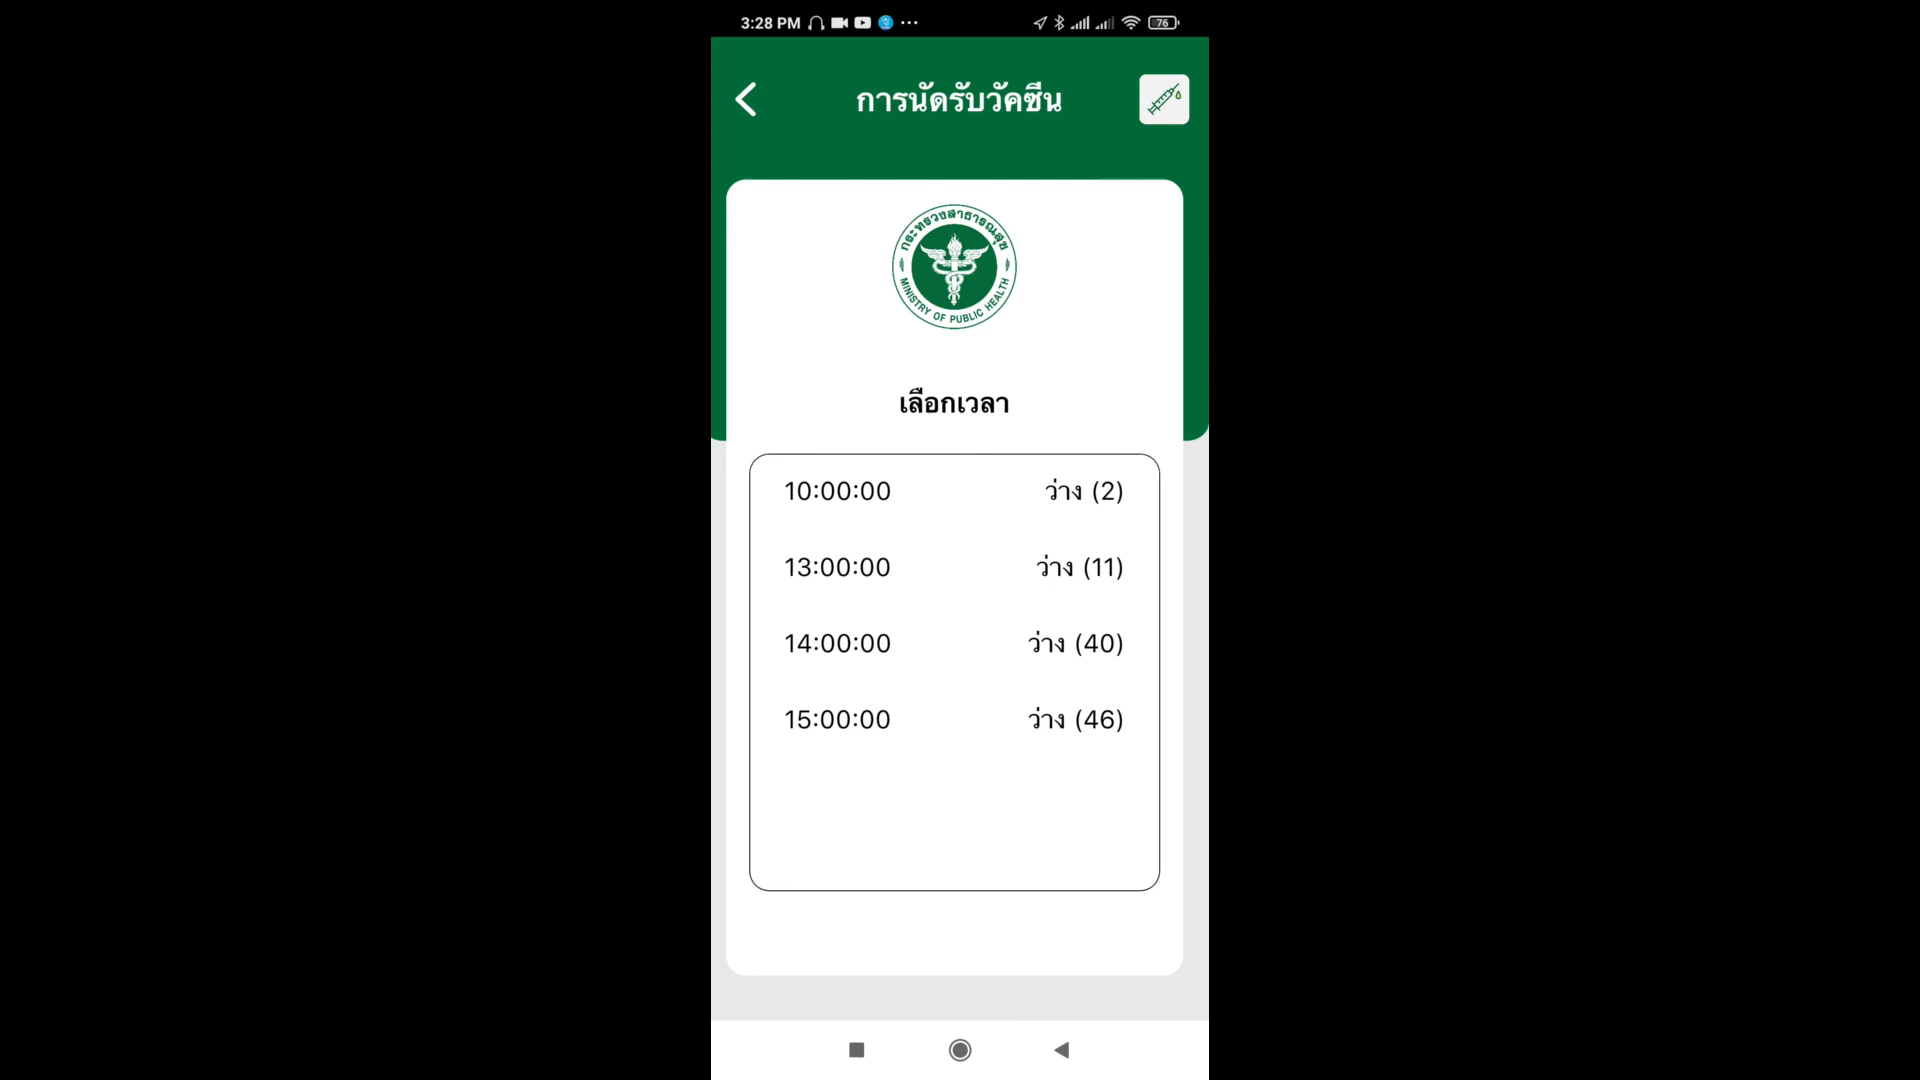 3:28 PM
76
การนัดรับวัคซีน
กระทรวงสาธารณสุข
MINISTRY OF PUBLIC HEALTH
เลือกเวลา
10:00:00 ว่าง (2)
13:00:00 ว่าง (11)
14:00:00 ว่าง (40)
15:00:00 ว่าง (46)